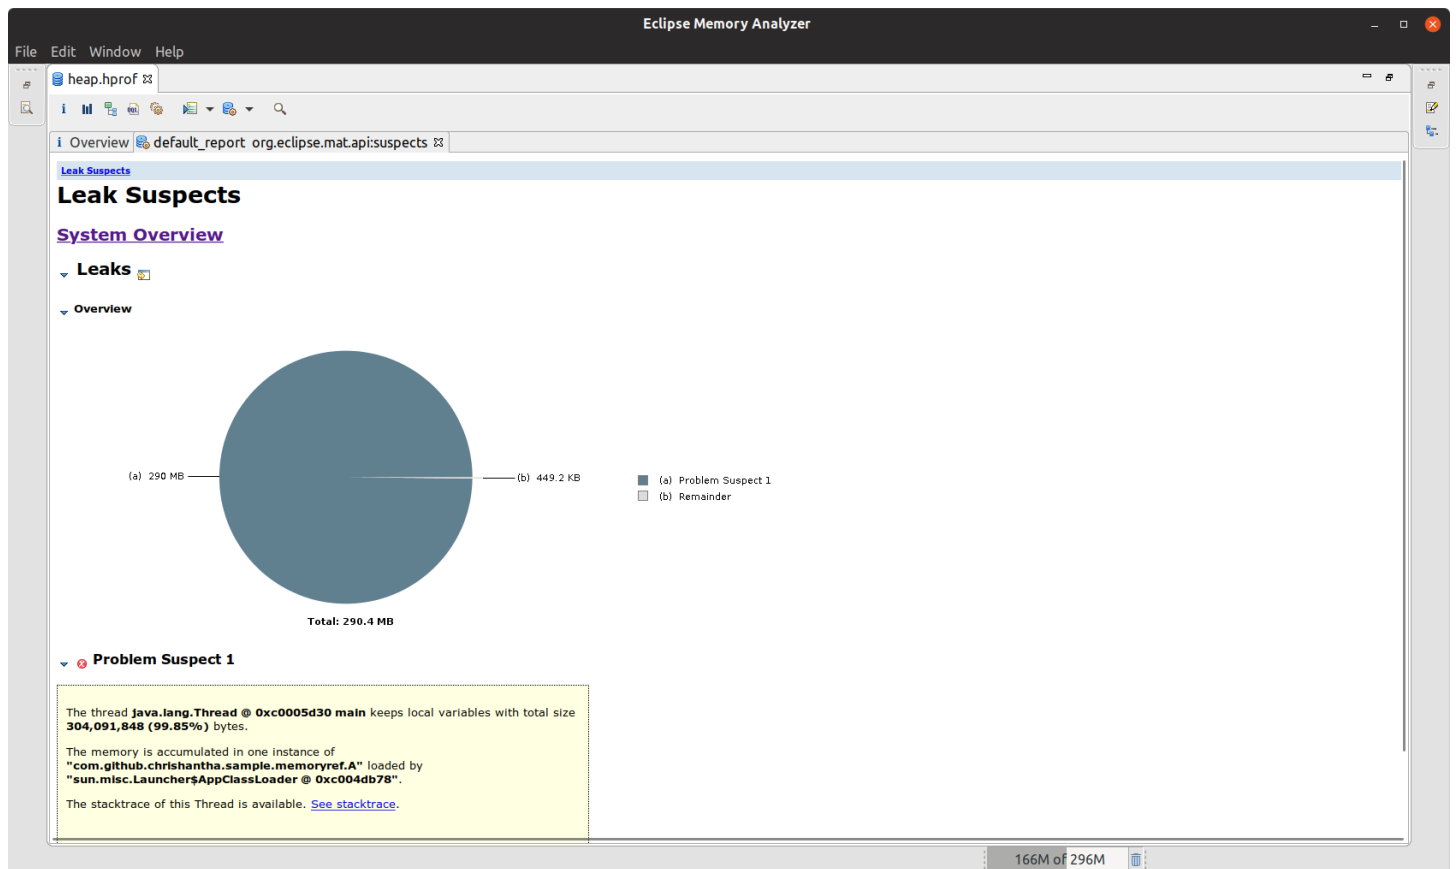 Eclipse Memory Analyzer
File Edit Window Help
heap.hprof
i Overview default_report org.eclipse.mat.api:suspects
Leak Suspects
Leak Suspects
System Overview
Leaks
Overview
(a) 290 MB
(b) 449.2 KB
(a) Problem Suspect 1
(b) Remainder
Total: 290.4 MB
Problem Suspect 1
The thread java.lang.Thread @ 0xc0005d30 main keeps local variables with total size
304,091,848 (99.85%) bytes.
The memory is accumulated in one instance of
"com.github.chrishantha.sample.memoryref.A" loaded by
"sun.misc.Launcher$AppClassLoader @ 0xc004db78".
The stacktrace of this Thread is available. See stacktrace.
166M of 296M